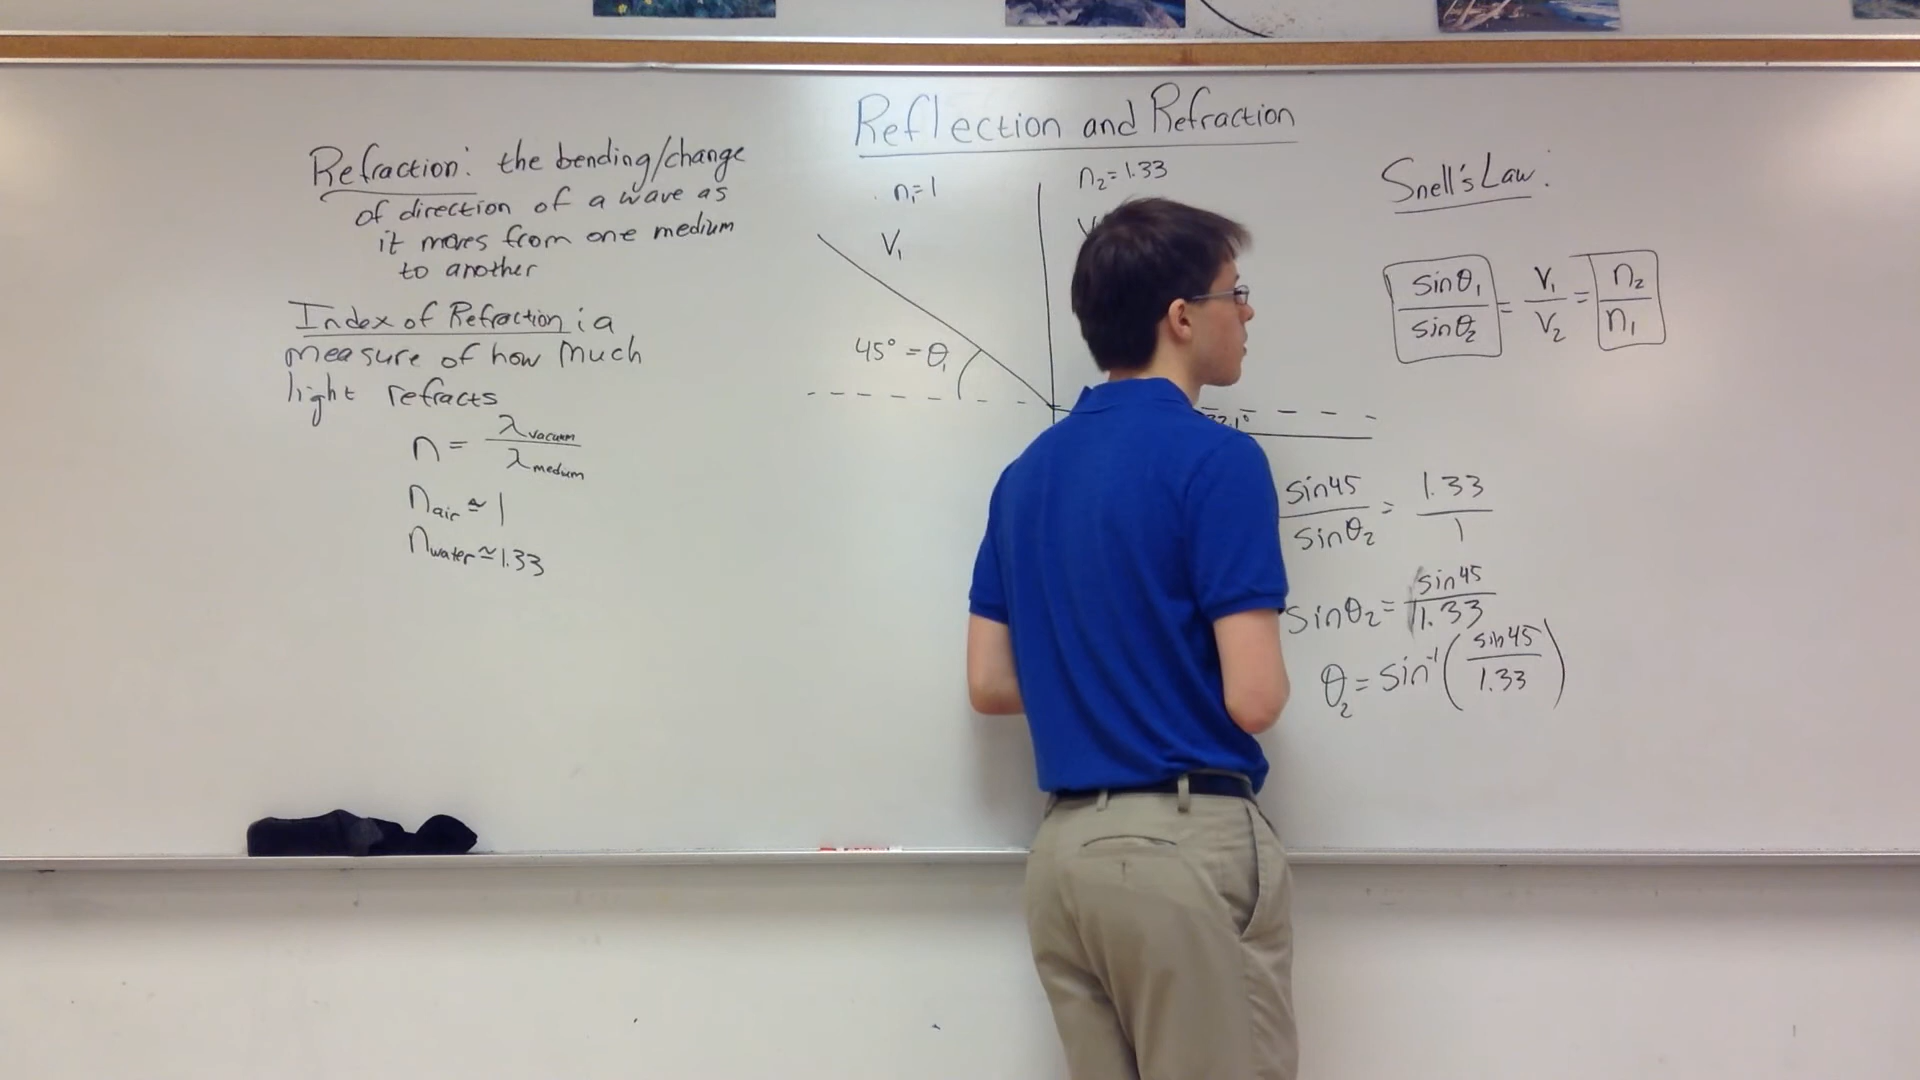 Reflection and Refraction
Refraction: the bending/change
of direction of a wave as
it moves from one medium
to another
Index of Refraction: a
measure of how much
light refracts
n = λvacuum / λmedium
nair ≃ 1
nwater ≃ 1.33
n₁=1
V₁
45° = θ₁
n₂=1.33
Snell's Law:
sinθ₁ / sinθ₂ = V₁ / V₂ = n₂ / n₁
sin45 / sinθ₂ = 1.33 / 1
sinθ₂ = sin45 / 1.33
θ₂ = sin⁻¹(sin45 / 1.33)